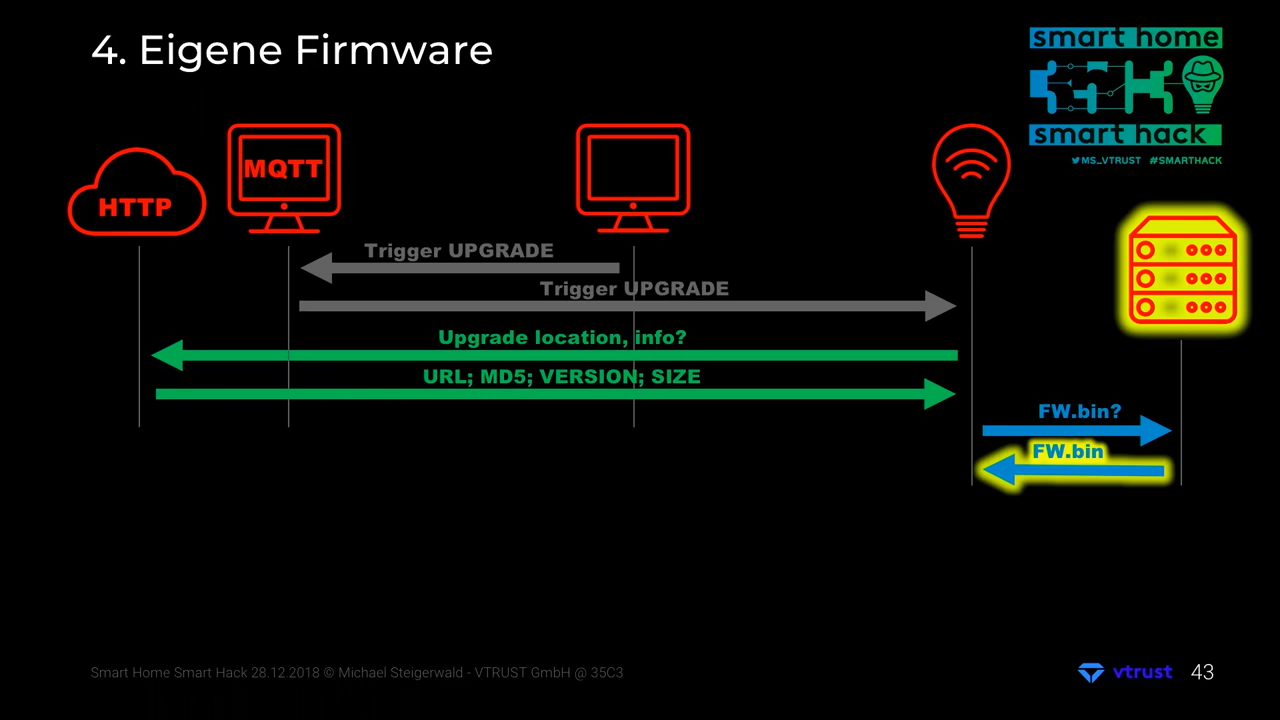 4. Eigene Firmware
smart home
35C3
smart hack
MS_VTRUST #SMARTHACK
HTTP
MQTT
Trigger UPGRADE
Trigger UPGRADE
Upgrade location, info?
URL; MD5; VERSION; SIZE
FW.bin?
FW.bin
Smart Home Smart Hack 28.12.2018 © Michael Steigerwald - VTRUST GmbH @ 35C3
vtrust
43